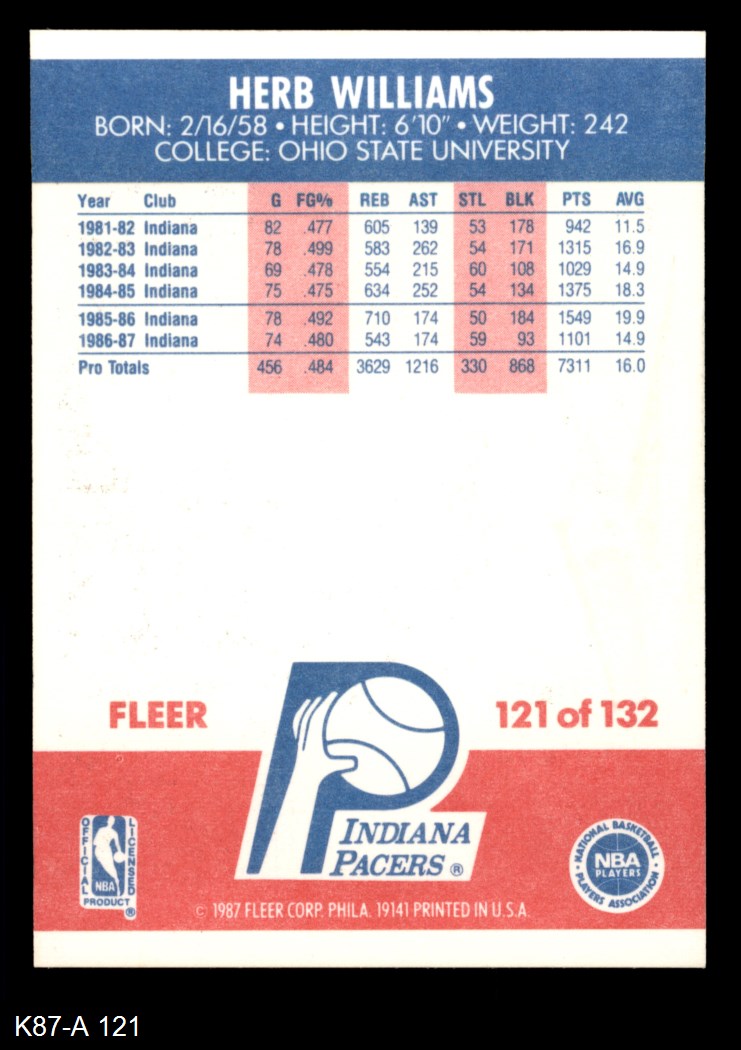 HERB WILLIAMS
BORN: 2/16/58 • HEIGHT: 6'10" • WEIGHT: 242
COLLEGE: OHIO STATE UNIVERSITY
Year Club G FG% REB AST STL BLK PTS AVG
1981-82 Indiana 82 .477 605 139 53 178 942 11.5
1982-83 Indiana 78 .499 583 262 54 171 1315 16.9
1983-84 Indiana 69 .478 554 215 60 108 1029 14.9
1984-85 Indiana 75 .475 634 252 54 134 1375 18.3
1985-86 Indiana 78 .492 710 174 50 184 1549 19.9
1986-87 Indiana 74 .480 543 174 59 93 1101 14.9
Pro Totals 456 .484 3629 1216 330 868 7311 16.0
FLEER 121 of 132
INDIANA
PACERS ®
OFFICIAL LICENSED
NBA
PRODUCT ®
NATIONAL BASKETBALL
NBA
PLAYERS
PLAYERS ASSOCIATION
© 1987 FLEER CORP. PHILA. 19141 PRINTED IN U.S.A.
K87-A 121